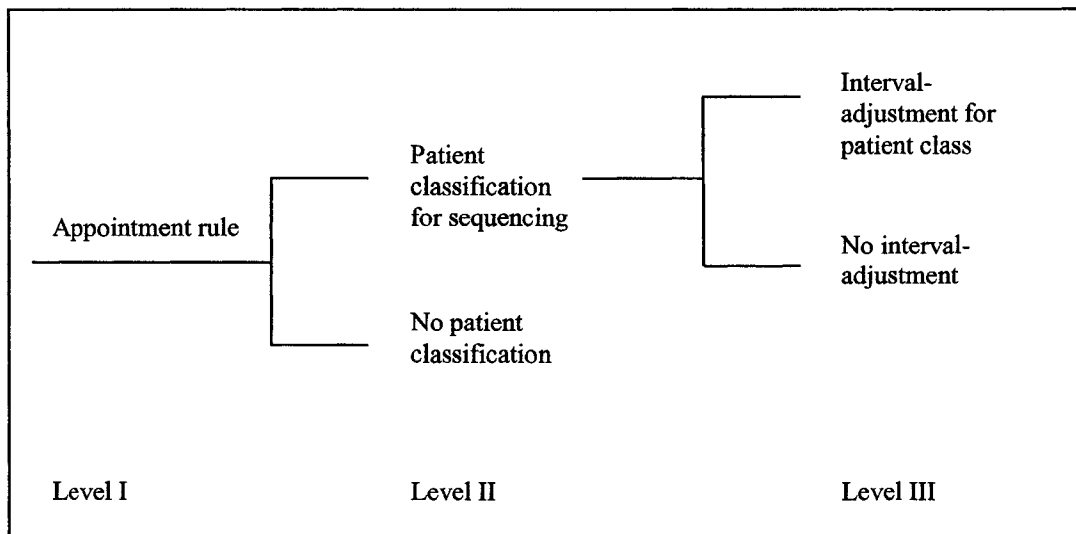 Appointment rule
Patient
classification
for sequencing
No patient
classification
Interval-
adjustment for
patient class
No interval-
adjustment
Level I
Level II
Level III